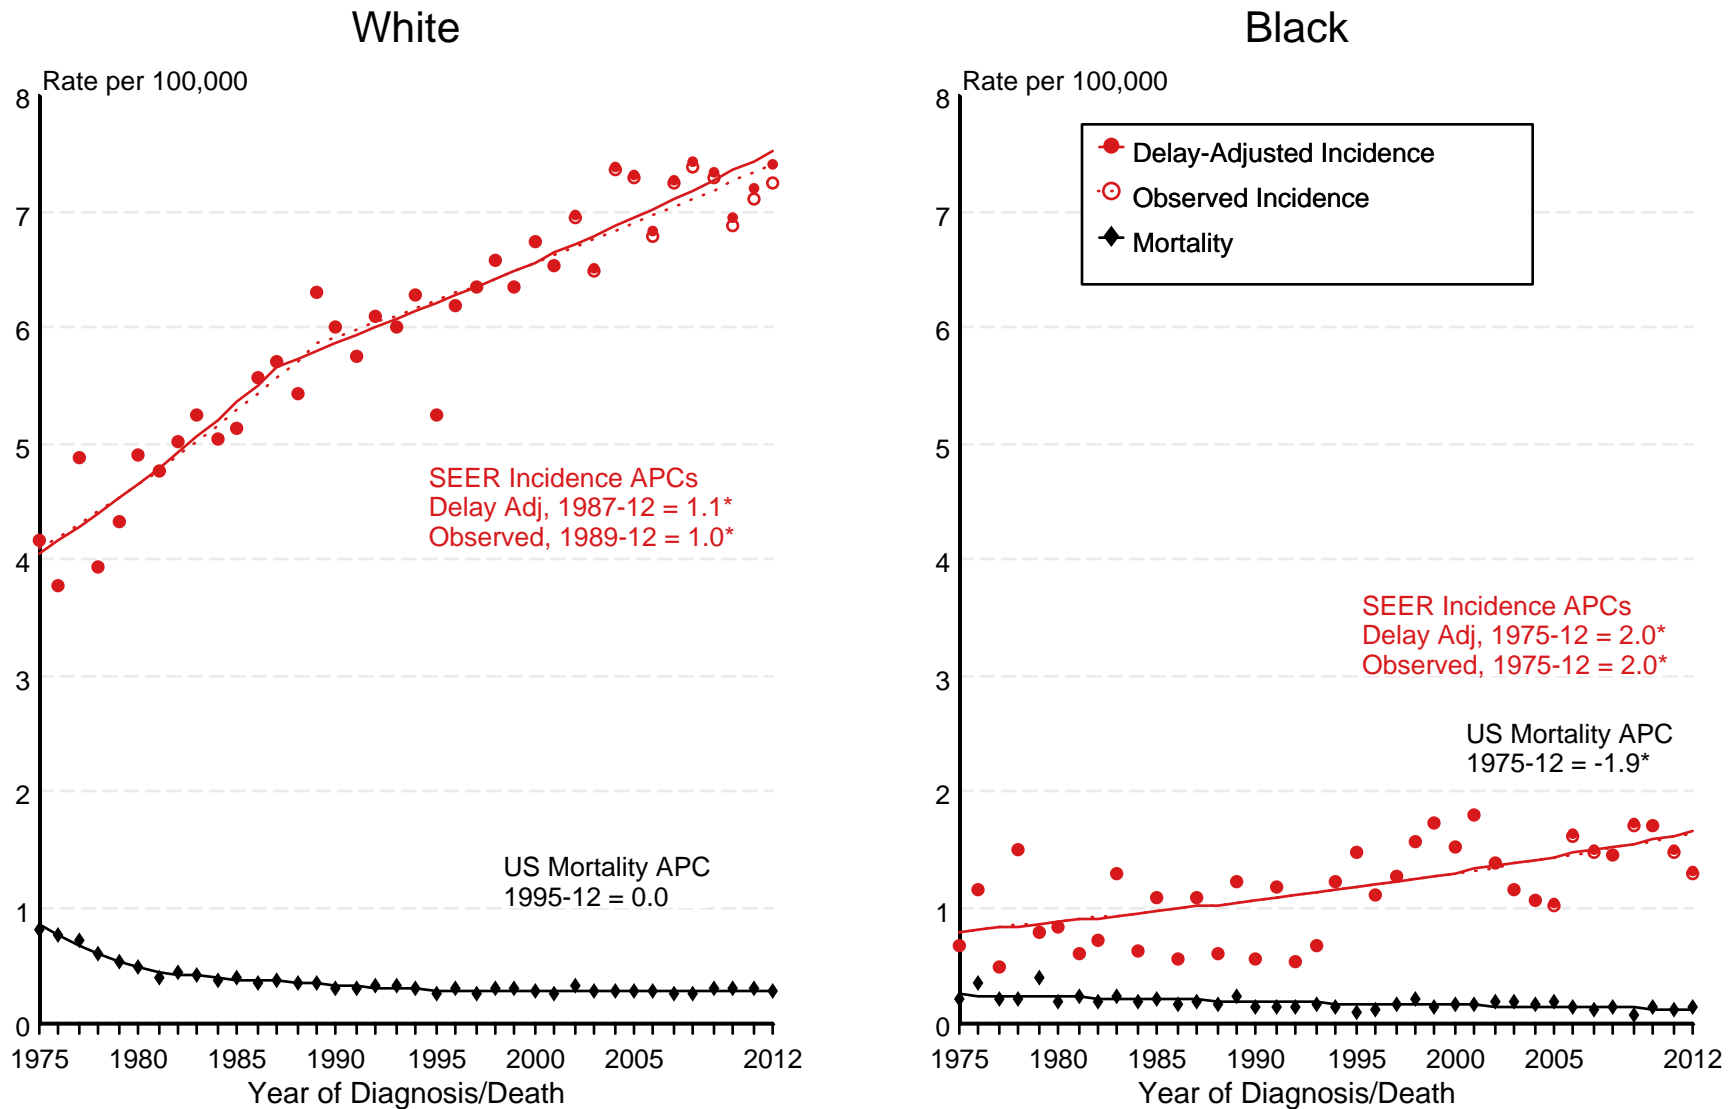 White
Rate per 100,000
8
7
6
5
4
3
2
1
0
SEER Incidence APCs
Delay Adj, 1987-12 = 1.1*
Observed, 1989-12 = 1.0*
US Mortality APC
1995-12 = 0.0
1975 1980 1985 1990 1995 2000 2005 2012
Year of Diagnosis/Death
Black
Rate per 100,000
8
7
6
5
4
3
2
1
0
Delay-Adjusted Incidence
Observed Incidence
Mortality
SEER Incidence APCs
Delay Adj, 1975-12 = 2.0*
Observed, 1975-12 = 2.0*
US Mortality APC
1975-12 = -1.9*
1975 1980 1985 1990 1995 2000 2005 2012
Year of Diagnosis/Death